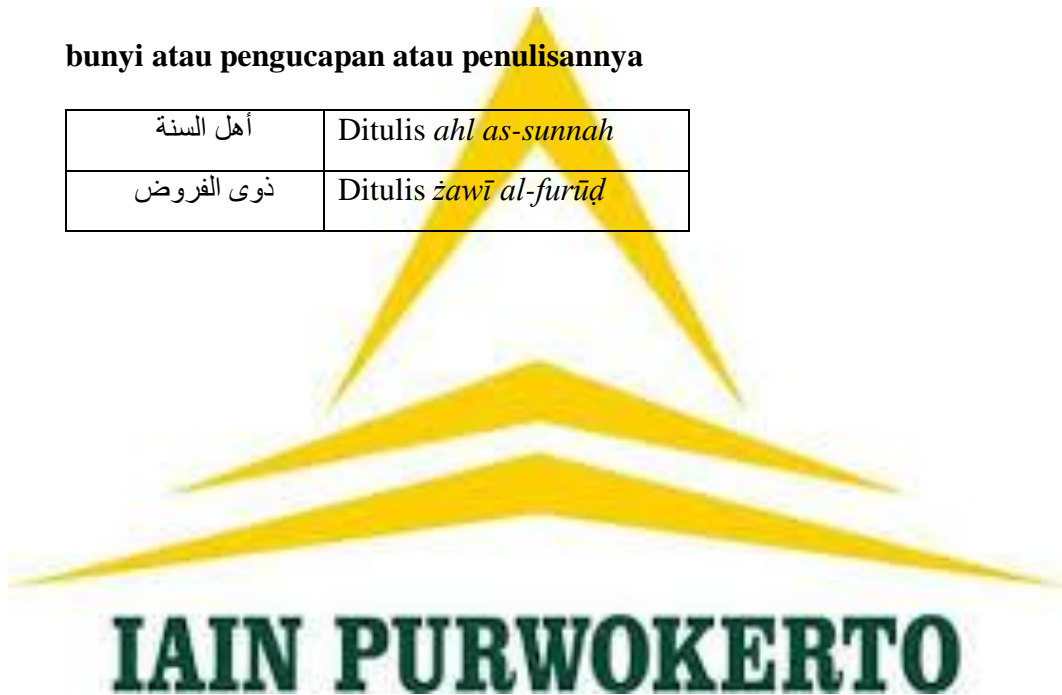 bunyi atau pengucapan atau penulisannya
أهل السنة Ditulis ahl as-sunnah
ذوى الفروض Ditulis żawī al-furūḍ
IAIN PURWOKERTO